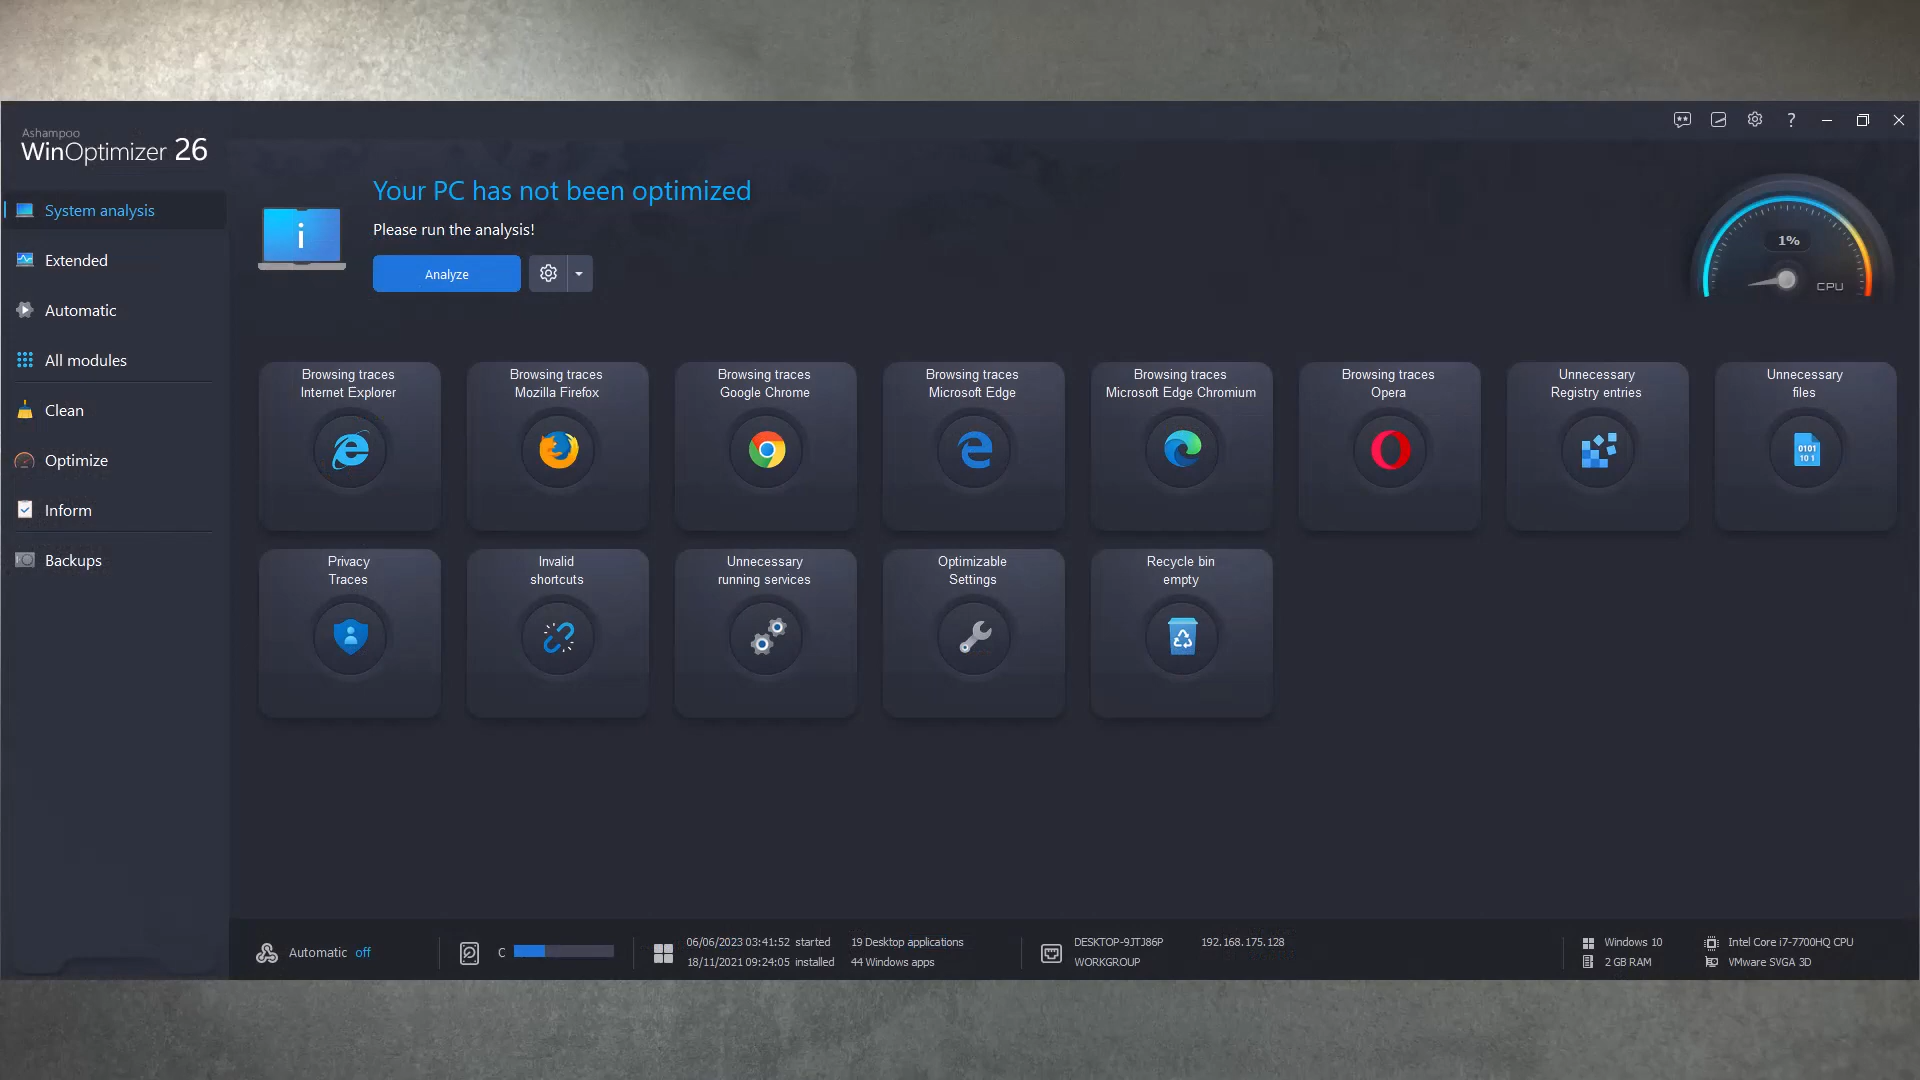 Ashampoo
WinOptimizer 26
System analysis
Extended
Automatic
All modules
Clean
Optimize
Inform
Backups
Your PC has not been optimized
Please run the analysis!
Analyze
1%
CPU
Browsing traces
Internet Explorer
Browsing traces
Mozilla Firefox
Browsing traces
Google Chrome
Browsing traces
Microsoft Edge
Browsing traces
Microsoft Edge Chromium
Browsing traces
Opera
Unnecessary
Registry entries
Unnecessary
files
0101
10 1
Privacy
Traces
Invalid
shortcuts
Unnecessary
running services
Optimizable
Settings
Recycle bin
empty
Automatic off
C
06/06/2023 03:41:52 started
18/11/2021 09:24:05 installed
19 Desktop applications
44 Windows apps
DESKTOP-9JTJ86P
WORKGROUP
192.168.175.128
Windows 10
2 GB RAM
Intel Core i7-7700HQ CPU
VMware SVGA 3D